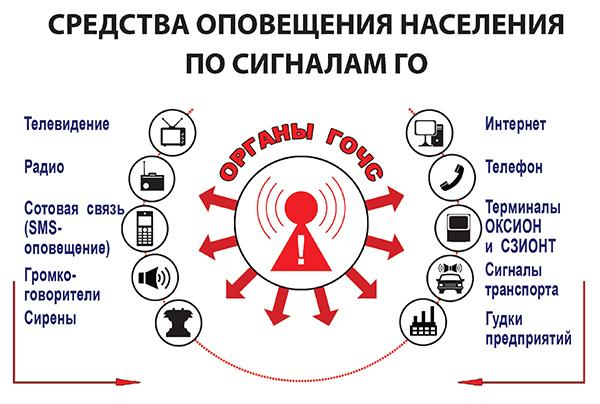 СРЕДСТВА ОПОВЕЩЕНИЯ НАСЕЛЕНИЯ
ПО СИГНАЛАМ ГО
ОРГАНЫ ГОЧС
Телевидение
Радио
Сотовая связь
(SMS-
оповещение)
Громко-
говорители
Сирены
!
Интернет
Телефон
Терминалы
ОКСИОН
и СЗИОНТ
Сигналы
транспорта
Гудки
предприятий